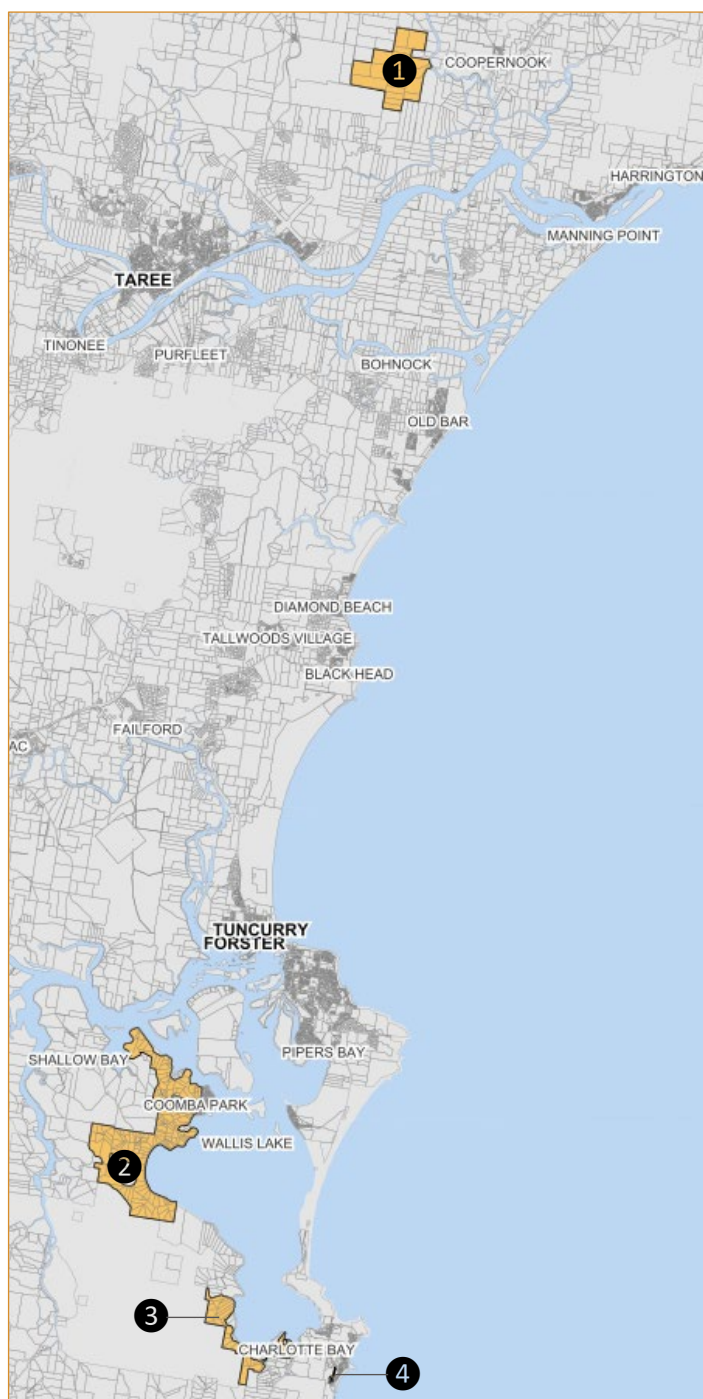 1
COOPERNOOK
HARRINGTON
MANNING POINT
TAREE
TINONEE
PURFLEET
BOHNOCK
OLD BAR
DIAMOND BEACH
TALLWOODS VILLAGE
BLACK HEAD
FAILFORD
AC
TUNCURRY
FORSTER
PIPERS BAY
SHALLOW BAY
COOMBA PARK
WALLIS LAKE
2
3
CHARLOTTE BAY
4